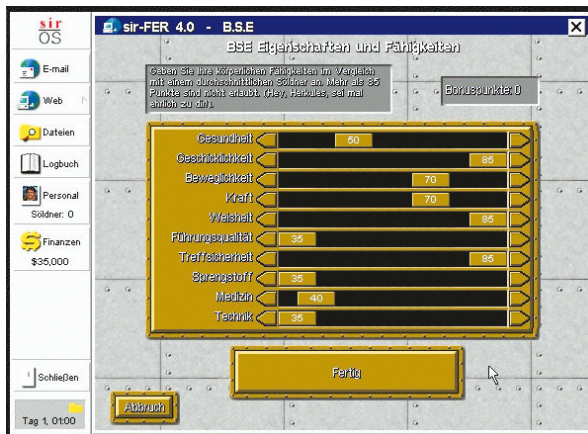 sir
OS
E-mail
Web
Dateien
Logbuch
Personal
Söldner: 0
Finanzen
$35,000
Schließen
Tag 1, 01:00
sir-FER 4.0 - B.S.E
BSE Eigenschaften und Fähigkeiten
Geben Sie Ihre körperlichen Fähigkeiten im Vergleich
mit einem durchschnittlichen Söldner an. Mehr als 85
Punkte sind nicht erlaubt. (Hey, Herkules, sei mal
ehrlich zu dir!).
Bonuspunkte: 0
Gesundheit 50
Geschicklichkeit 85
Beweglichkeit 70
Kraft 70
Weisheit 85
Führungsqualität 35
Treffsicherheit 85
Sprengstoff 35
Medizin 40
Technik 35
Fertig
Abbruch